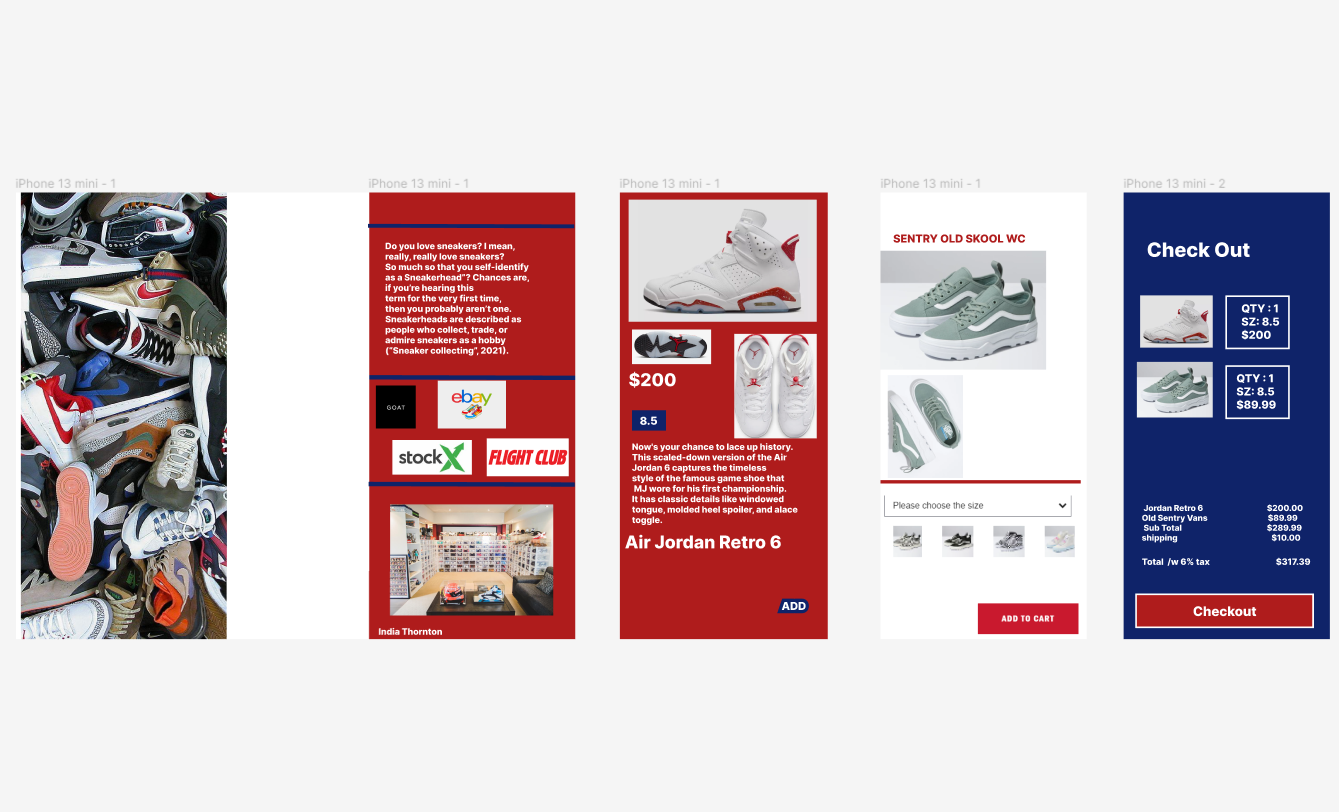 iPhone 13 mini - 1
iPhone 13 mini - 1
Do you love sneakers? I mean,
really, really love sneakers?
So much so that you self-identify
as a Sneakerhead”? Chances are,
if you’re hearing this
term for the very first time,
then you probably aren’t one.
Sneakerheads are described as
people who collect, trade, or
admire sneakers as a hobby
(“Sneaker collecting”, 2021).
GOAT
ebay
stockX
FLIGHT CLUB
India Thornton
iPhone 13 mini - 1
$200
8.5
Now's your chance to lace up history.
This scaled-down version of the Air
Jordan 6 captures the timeless
style of the famous game shoe that
MJ wore for his first championship.
It has classic details like windowed
tongue, molded heel spoiler, and alace
toggle.
Air Jordan Retro 6
ADD
iPhone 13 mini - 1
SENTRY OLD SKOOL WC
Please choose the size
ADD TO CART
iPhone 13 mini - 2
Check Out
QTY : 1
SZ: 8.5
$200
QTY : 1
SZ: 8.5
$89.99
Jordan Retro 6 $200.00
Old Sentry Vans $89.99
Sub Total $289.99
shipping $10.00
Total /w 6% tax $317.39
Checkout